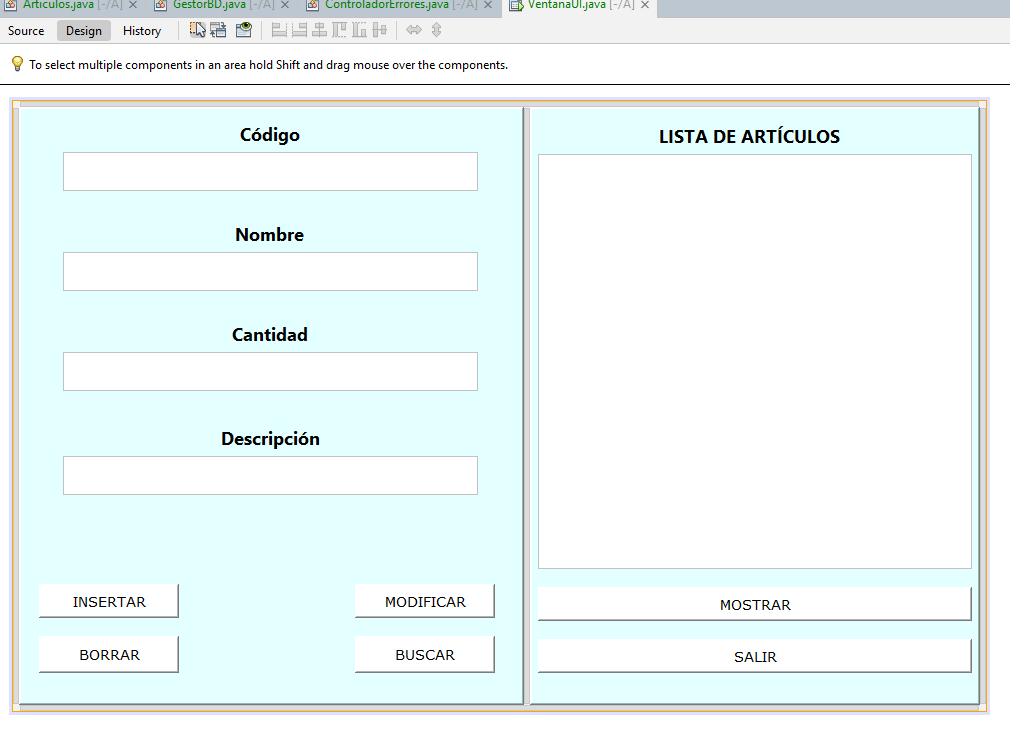 Articulos.java [-/A] GestorBD.java [-/A] ControladorErrores.java [-/A] VentanaUI.java [-/A]
Source Design History
To select multiple components in an area hold Shift and drag mouse over the components.
Código
Nombre
Cantidad
Descripción
INSERTAR MODIFICAR
BORRAR BUSCAR
LISTA DE ARTÍCULOS
MOSTRAR
SALIR